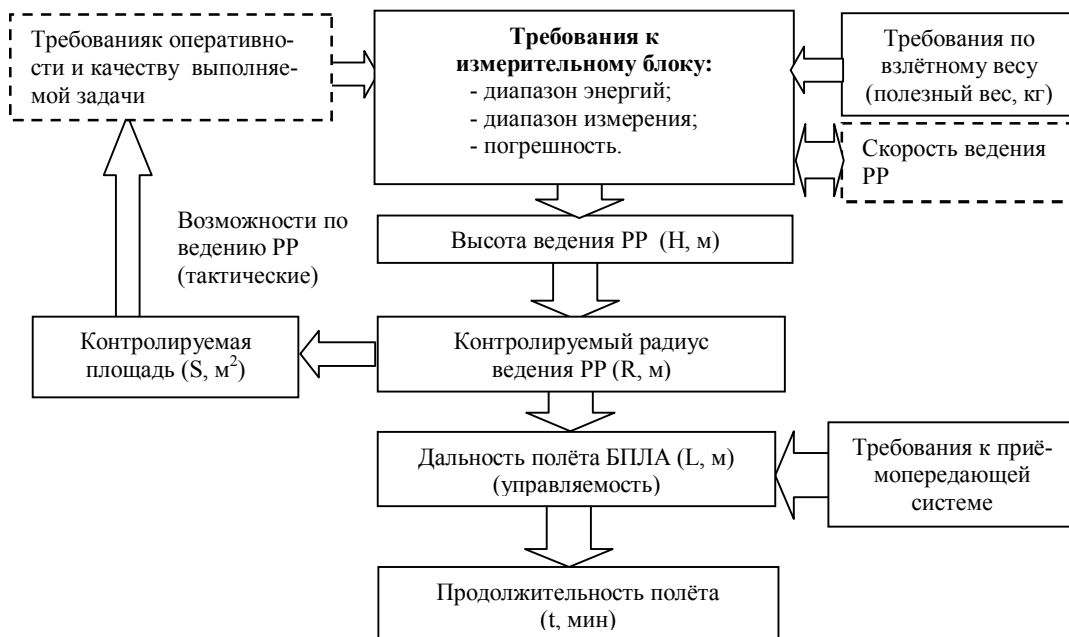 Требованияк оперативно-
сти и качеству выполняе-
мой задачи
Требования к
измерительному блоку:
- диапазон энергий;
- диапазон измерения;
- погрешность.
Требования по
взлётному весу
(полезный вес, кг)
Скорость ведения
РР
Возможности по
ведению РР
(тактические)
Высота ведения РР (Н, м)
Контролируемая
площадь (S, м²)
Контролируемый радиус
ведения РР (R, м)
Дальность полёта БПЛА (L, м)
(управляемость)
Требования к приё-
мопередающей
системе
Продолжительность полёта
(t, мин)